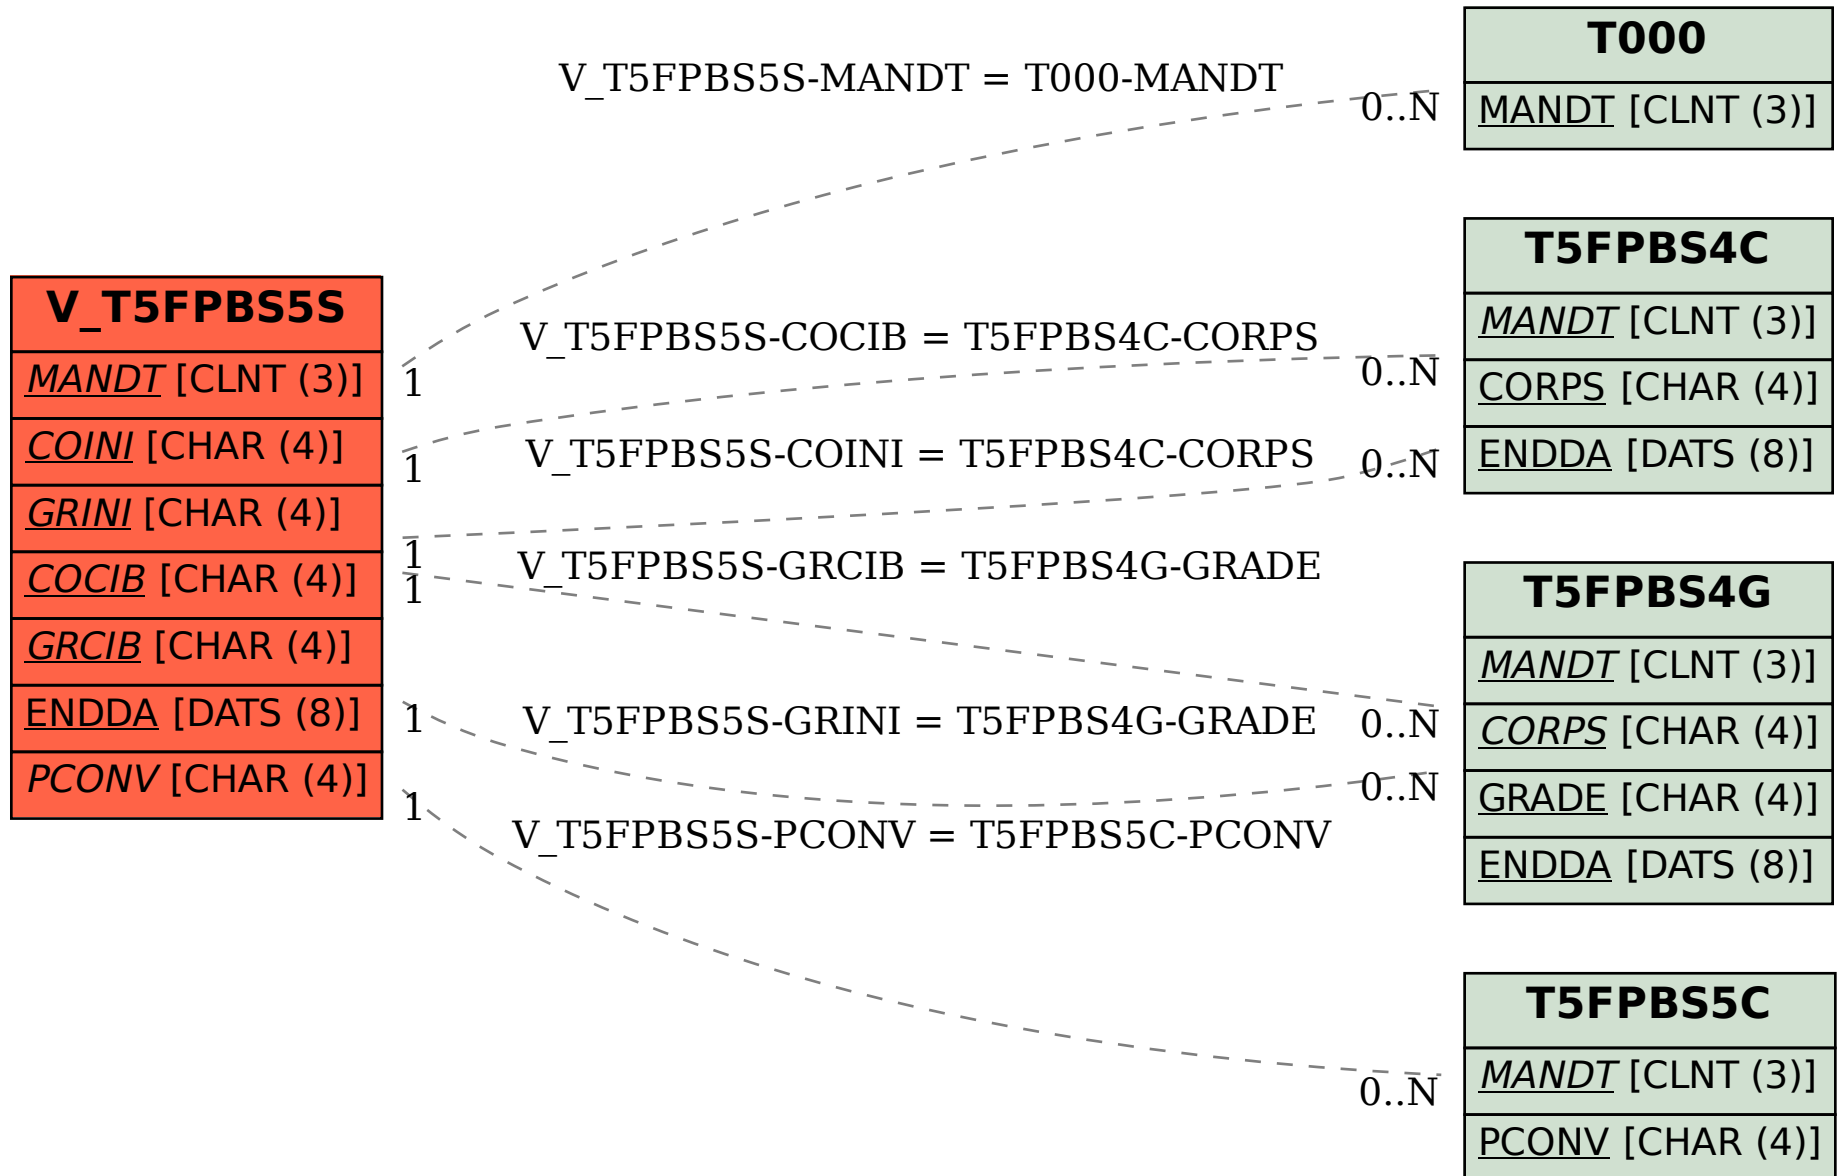 V_T5FPBS5S
MANDT [CLNT (3)]
COINI [CHAR (4)]
GRINI [CHAR (4)]
COCIB [CHAR (4)]
GRCIB [CHAR (4)]
ENDDA [DATS (8)]
PCONV [CHAR (4)]
V_T5FPBS5S-MANDT = T000-MANDT
1
0..N
V_T5FPBS5S-COCIB = T5FPBS4C-CORPS
1
0..N
V_T5FPBS5S-COINI = T5FPBS4C-CORPS
1
0..N
V_T5FPBS5S-GRCIB = T5FPBS4G-GRADE
1
0..N
V_T5FPBS5S-GRINI = T5FPBS4G-GRADE
1
0..N
V_T5FPBS5S-PCONV = T5FPBS5C-PCONV
1
0..N
T000
MANDT [CLNT (3)]
T5FPBS4C
MANDT [CLNT (3)]
CORPS [CHAR (4)]
ENDDA [DATS (8)]
T5FPBS4G
MANDT [CLNT (3)]
CORPS [CHAR (4)]
GRADE [CHAR (4)]
ENDDA [DATS (8)]
T5FPBS5C
MANDT [CLNT (3)]
PCONV [CHAR (4)]